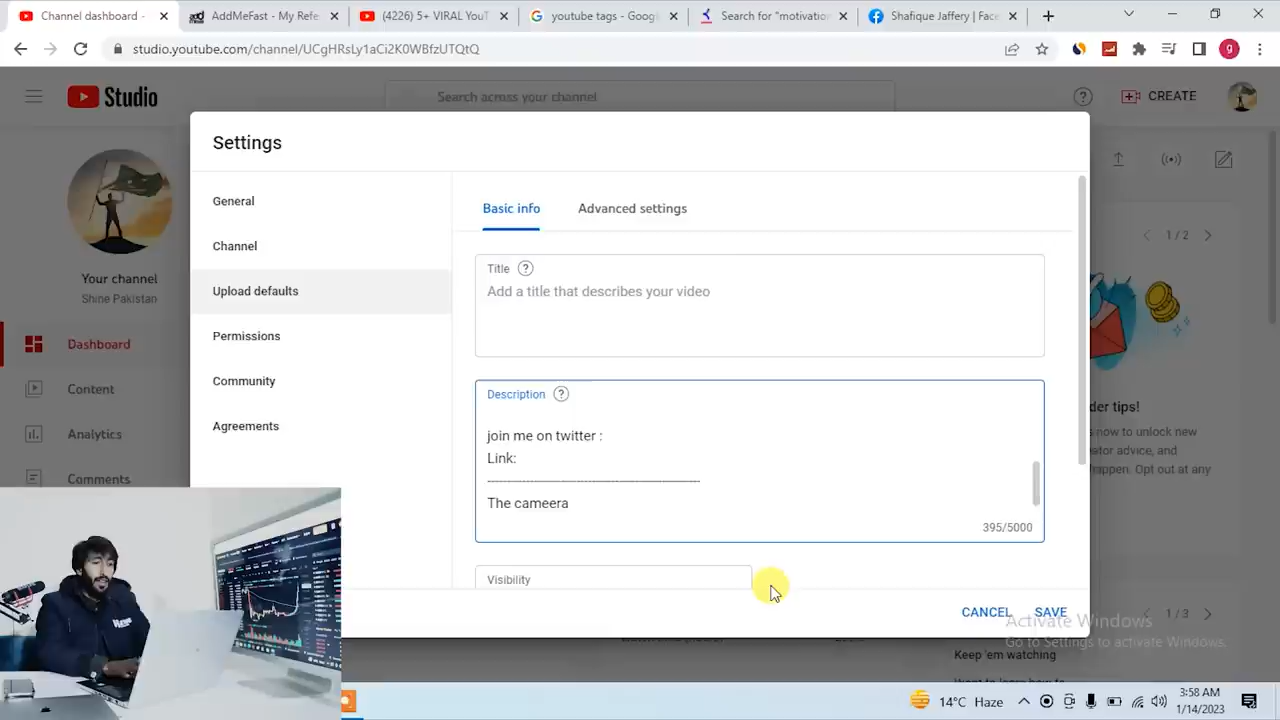 Channel dashboard -
AddMeFast - My Refe
(4226) 5+ VIRAL YouT
youtube tags - Googl
Search for "motivation
Shafique Jaffery | Face
studio.youtube.com/channel/UCgHRsLy1aCi2K0WBfzUTQtQ
g
Studio
Search across your channel
CREATE
Settings
General
Channel
Upload defaults
Permissions
Community
Agreements
Basic info
Advanced settings
Title
Add a title that describes your video
Description
join me on twitter :
Link:
------------------------------------------------------
The cameera
395/5000
Visibility
CANCEL
SAVE
Your channel
Shine Pakistan
Dashboard
Content
Analytics
Comments
1 / 2
der tips!
s now to unlock new
ator advice, and
happen. Opt out at any
1 / 3
Activate Windows
Go to Settings to activate Windows.
Keep 'em watching
14°C Haze
3:58 AM
1/14/2023